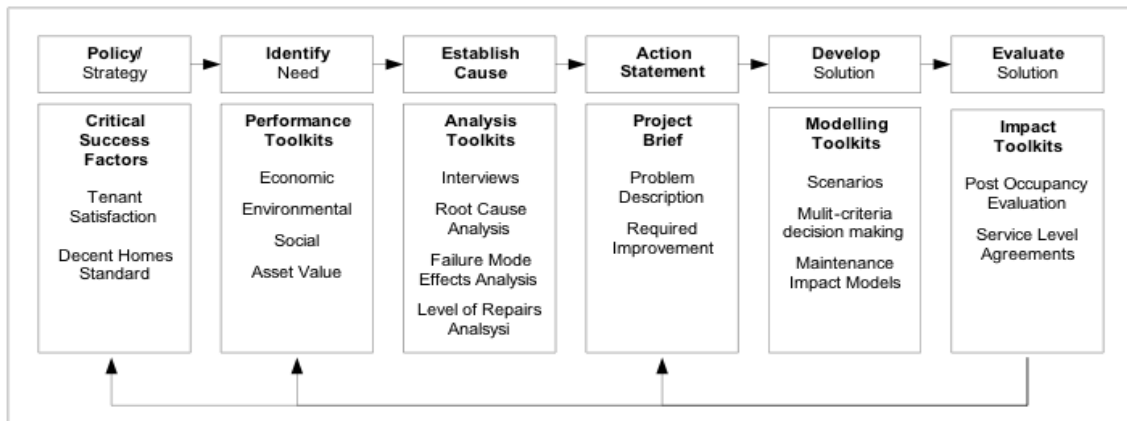 Policy/
Strategy
Identify
Need
Establish
Cause
Action
Statement
Develop
Solution
Evaluate
Solution
Critical
Success
Factors
Tenant
Satisfaction
Decent Homes
Standard
Performance
Toolkits
Economic
Environmental
Social
Asset Value
Analysis
Toolkits
Interviews
Root Cause
Analysis
Failure Mode
Effects Analysis
Level of Repairs
Analsysi
Project
Brief
Problem
Description
Required
Improvement
Modelling
Toolkits
Scenarios
Mulit-criteria
decision making
Maintenance
Impact Models
Impact
Toolkits
Post Occupancy
Evaluation
Service Level
Agreements